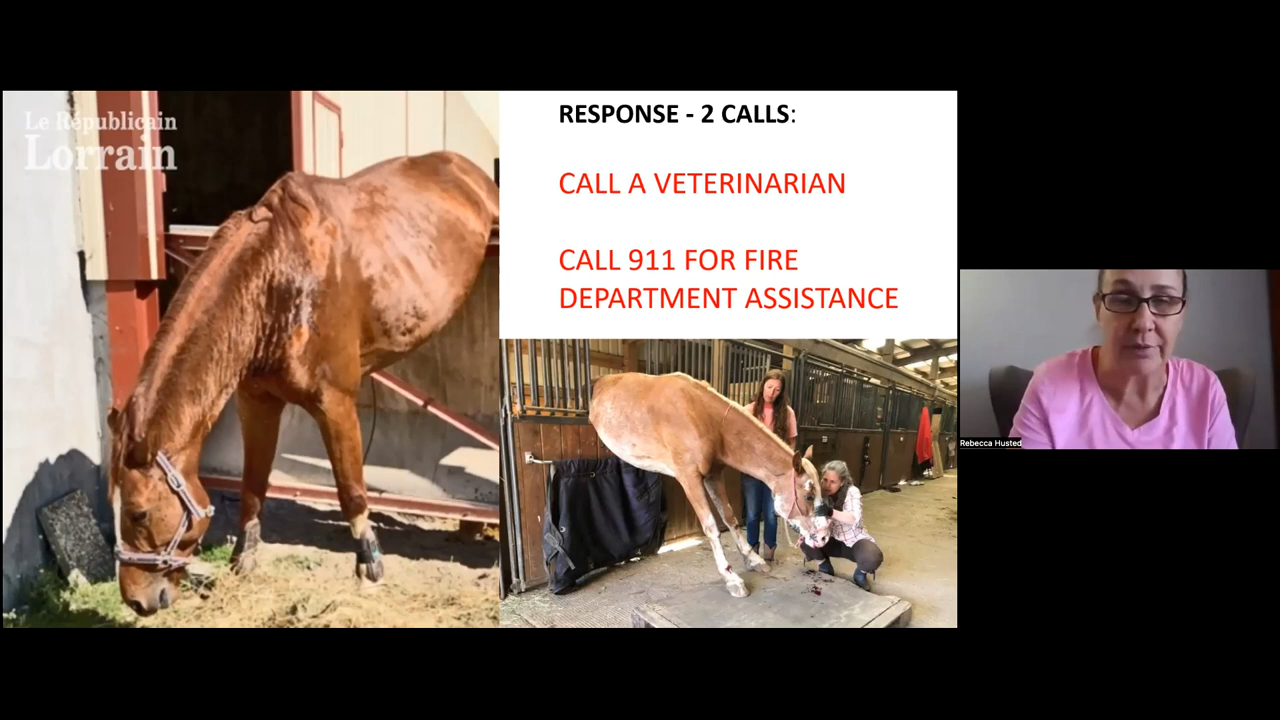 Le Républicain
Lorrain
RESPONSE - 2 CALLS:
CALL A VETERINARIAN
CALL 911 FOR FIRE
DEPARTMENT ASSISTANCE
Rebecca Husted